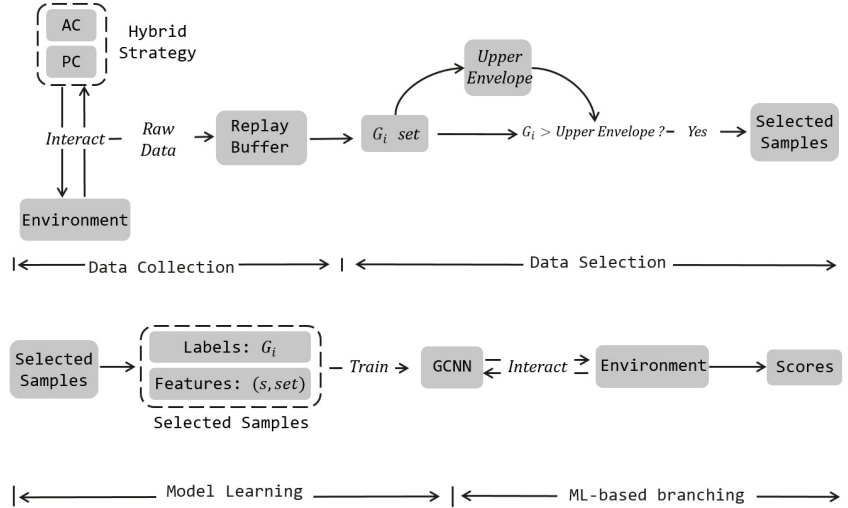 AC
PC
Hybrid
Strategy
Interact
Raw
Data
Replay
Buffer
Environment
G_i set
Upper
Envelope
G_i > Upper Envelope ?
Yes
Selected
Samples
Data Collection
Data Selection
Selected
Samples
Labels: G_i
Features: (s, set)
Selected Samples
Train
GCNN
Interact
Environment
Scores
Model Learning
ML-based branching